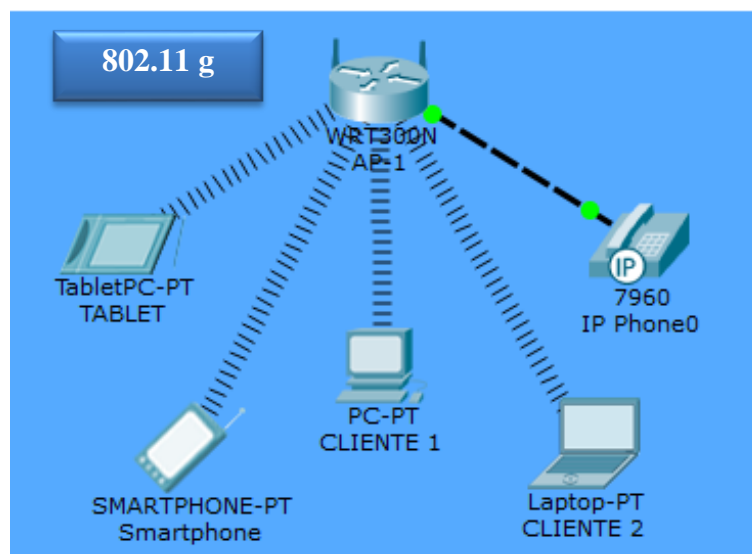 802.11 g
WRT300N
AP-1
TabletPC-PT
TABLET
IP
7960
IP Phone0
PC-PT
CLIENTE 1
SMARTPHONE-PT
Smartphone
Laptop-PT
CLIENTE 2